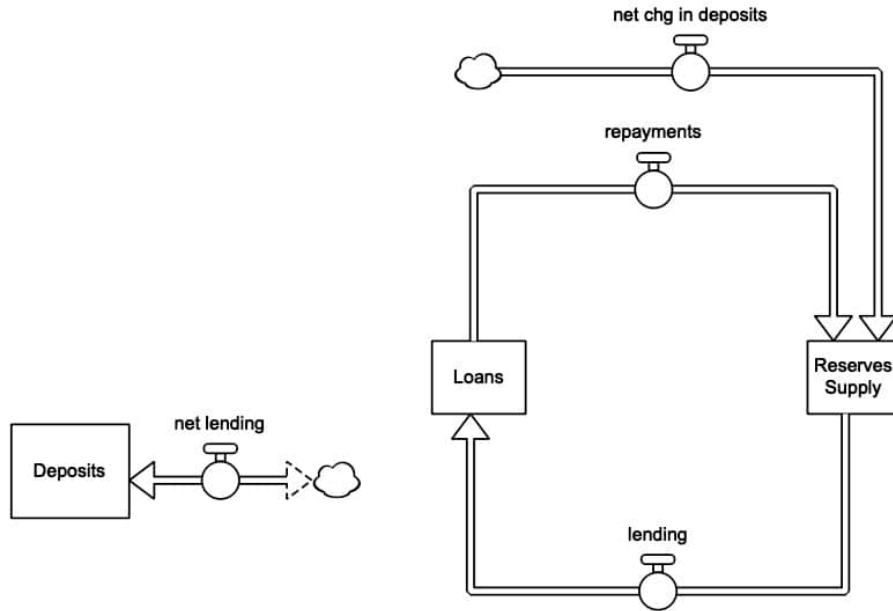 net chg in deposits
repayments
Loans
Reserves
Supply
net lending
Deposits
lending